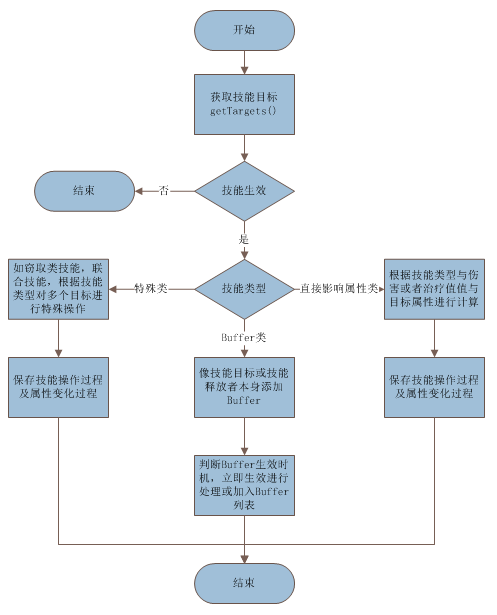 开始
获取技能目标
getTargets()
技能生效
否
结束
是
技能类型
特殊类
直接影响属性类
Buffer类
如窃取类技能，联
合技能，根据技能
类型对多个目标进
行特殊操作
根据技能类型与伤
害或者治疗值值与
目标属性进行计算
保存技能操作过程
及属性变化过程
像技能目标或技能
释放者本身添加
Buffer
保存技能操作过程
及属性变化过程
判断Buffer生效时
机，立即生效进行
处理或加入Buffer
列表
结束